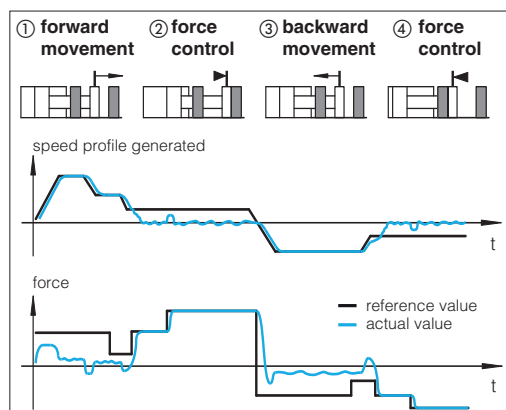 ① forward movement
② force control
③ backward movement
④ force control
speed profile generated
t
force
reference value
actual value
t